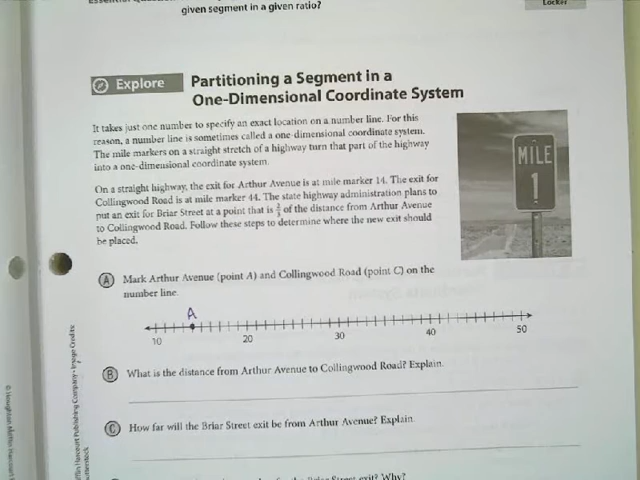 given segment in a given ratio?
Locker
Explore
Partitioning a Segment in a
One-Dimensional Coordinate System
It takes just one number to specify an exact location on a number line. For this
reason, a number line is sometimes called a one-dimensional coordinate system.
The mile markers on a straight stretch of a highway turn that part of the highway
into a one-dimensional coordinate system.
On a straight highway, the exit for Arthur Avenue is at mile marker 14. The exit for
Collingwood Road is at mile marker 44. The state highway administration plans to
put an exit for Briar Street at a point that is of the distance from Arthur Avenue
to Collingwood Road. Follow these steps to determine where the new exit should
be placed.
MILE
1
A Mark Arthur Avenue (point A) and Collingwood Road (point C) on the
number line.
A
10 20 30 40 50
B What is the distance from Arthur Avenue to Collingwood Road? Explain.
C How far will the Briar Street exit be from Arthur Avenue? Explain
Street exit? Why?
Harcourt Publishing Company • Image Credits: